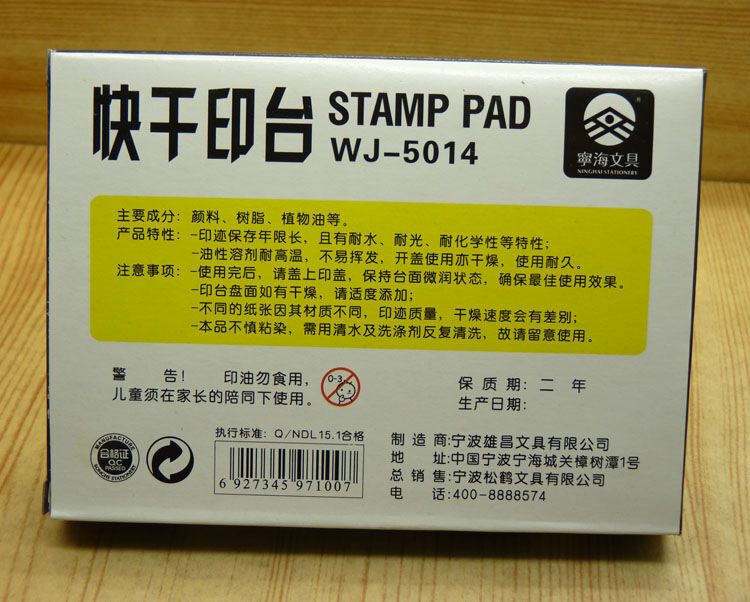 快干印台 STAMP PAD
WJ-5014
®
寧海文具
NINGHAI STATIONERY
主要成分: 颜料、树脂、植物油等。
产品特性: -印迹保存年限长，且有耐水、耐光、耐化学性等特性;
-油性溶剂耐高温，不易挥发，开盖使用亦干燥，使用耐久。
注意事项: -使用完后，请盖上印盖，保持台面微润状态，确保最佳使用效果。
-印台盘面如有干燥，请适度添加;
-不同的纸张因其材质不同，印迹质量，干燥速度会有差别;
-本品不慎粘染，需用清水及洗涤剂反复清洗，故请留意使用。
警 告! 印油勿食用，
儿童须在家长的陪同下使用。
0-3
保 质 期: 二 年
生产日期:
MANUFACTURE
合格证
QC
PASSED
NINGHAI STATIONERY
执行标准: Q/NDL15.1合格
6 927345 971007
制 造 商:宁波雄昌文具有限公司
地 址:中国宁波宁海城关樟树潭1号
总 销 售:宁波松鹤文具有限公司
电 话:400-8888574